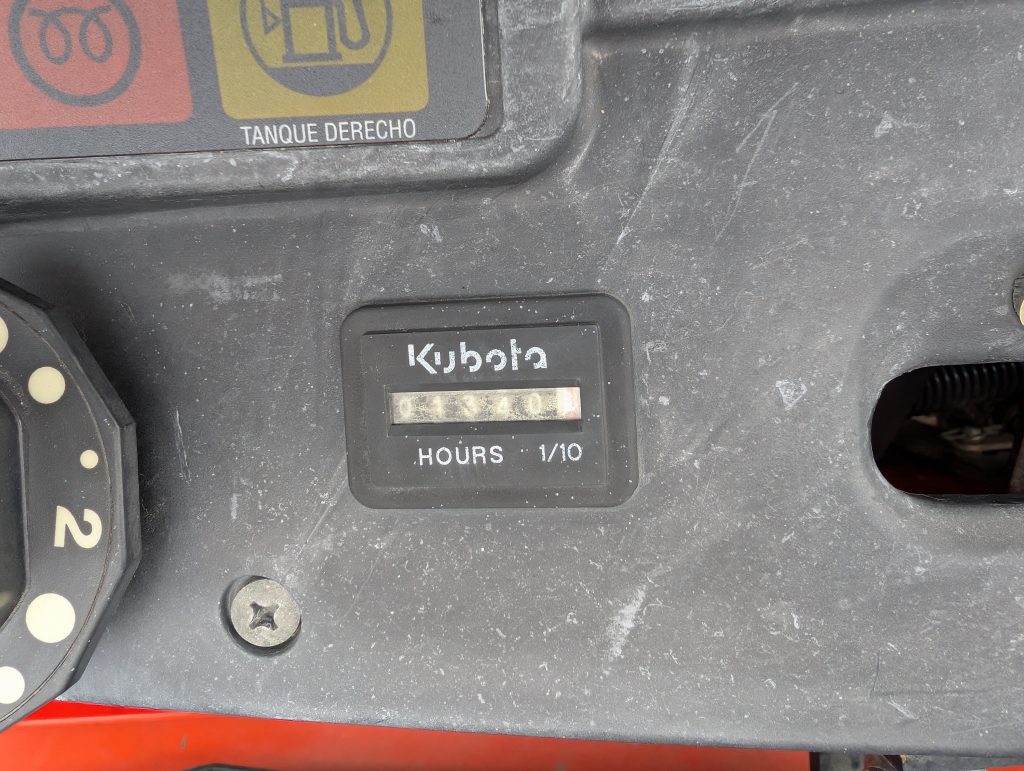 TANQUE DERECHO
Kubota
01340
HOURS 1/10
2